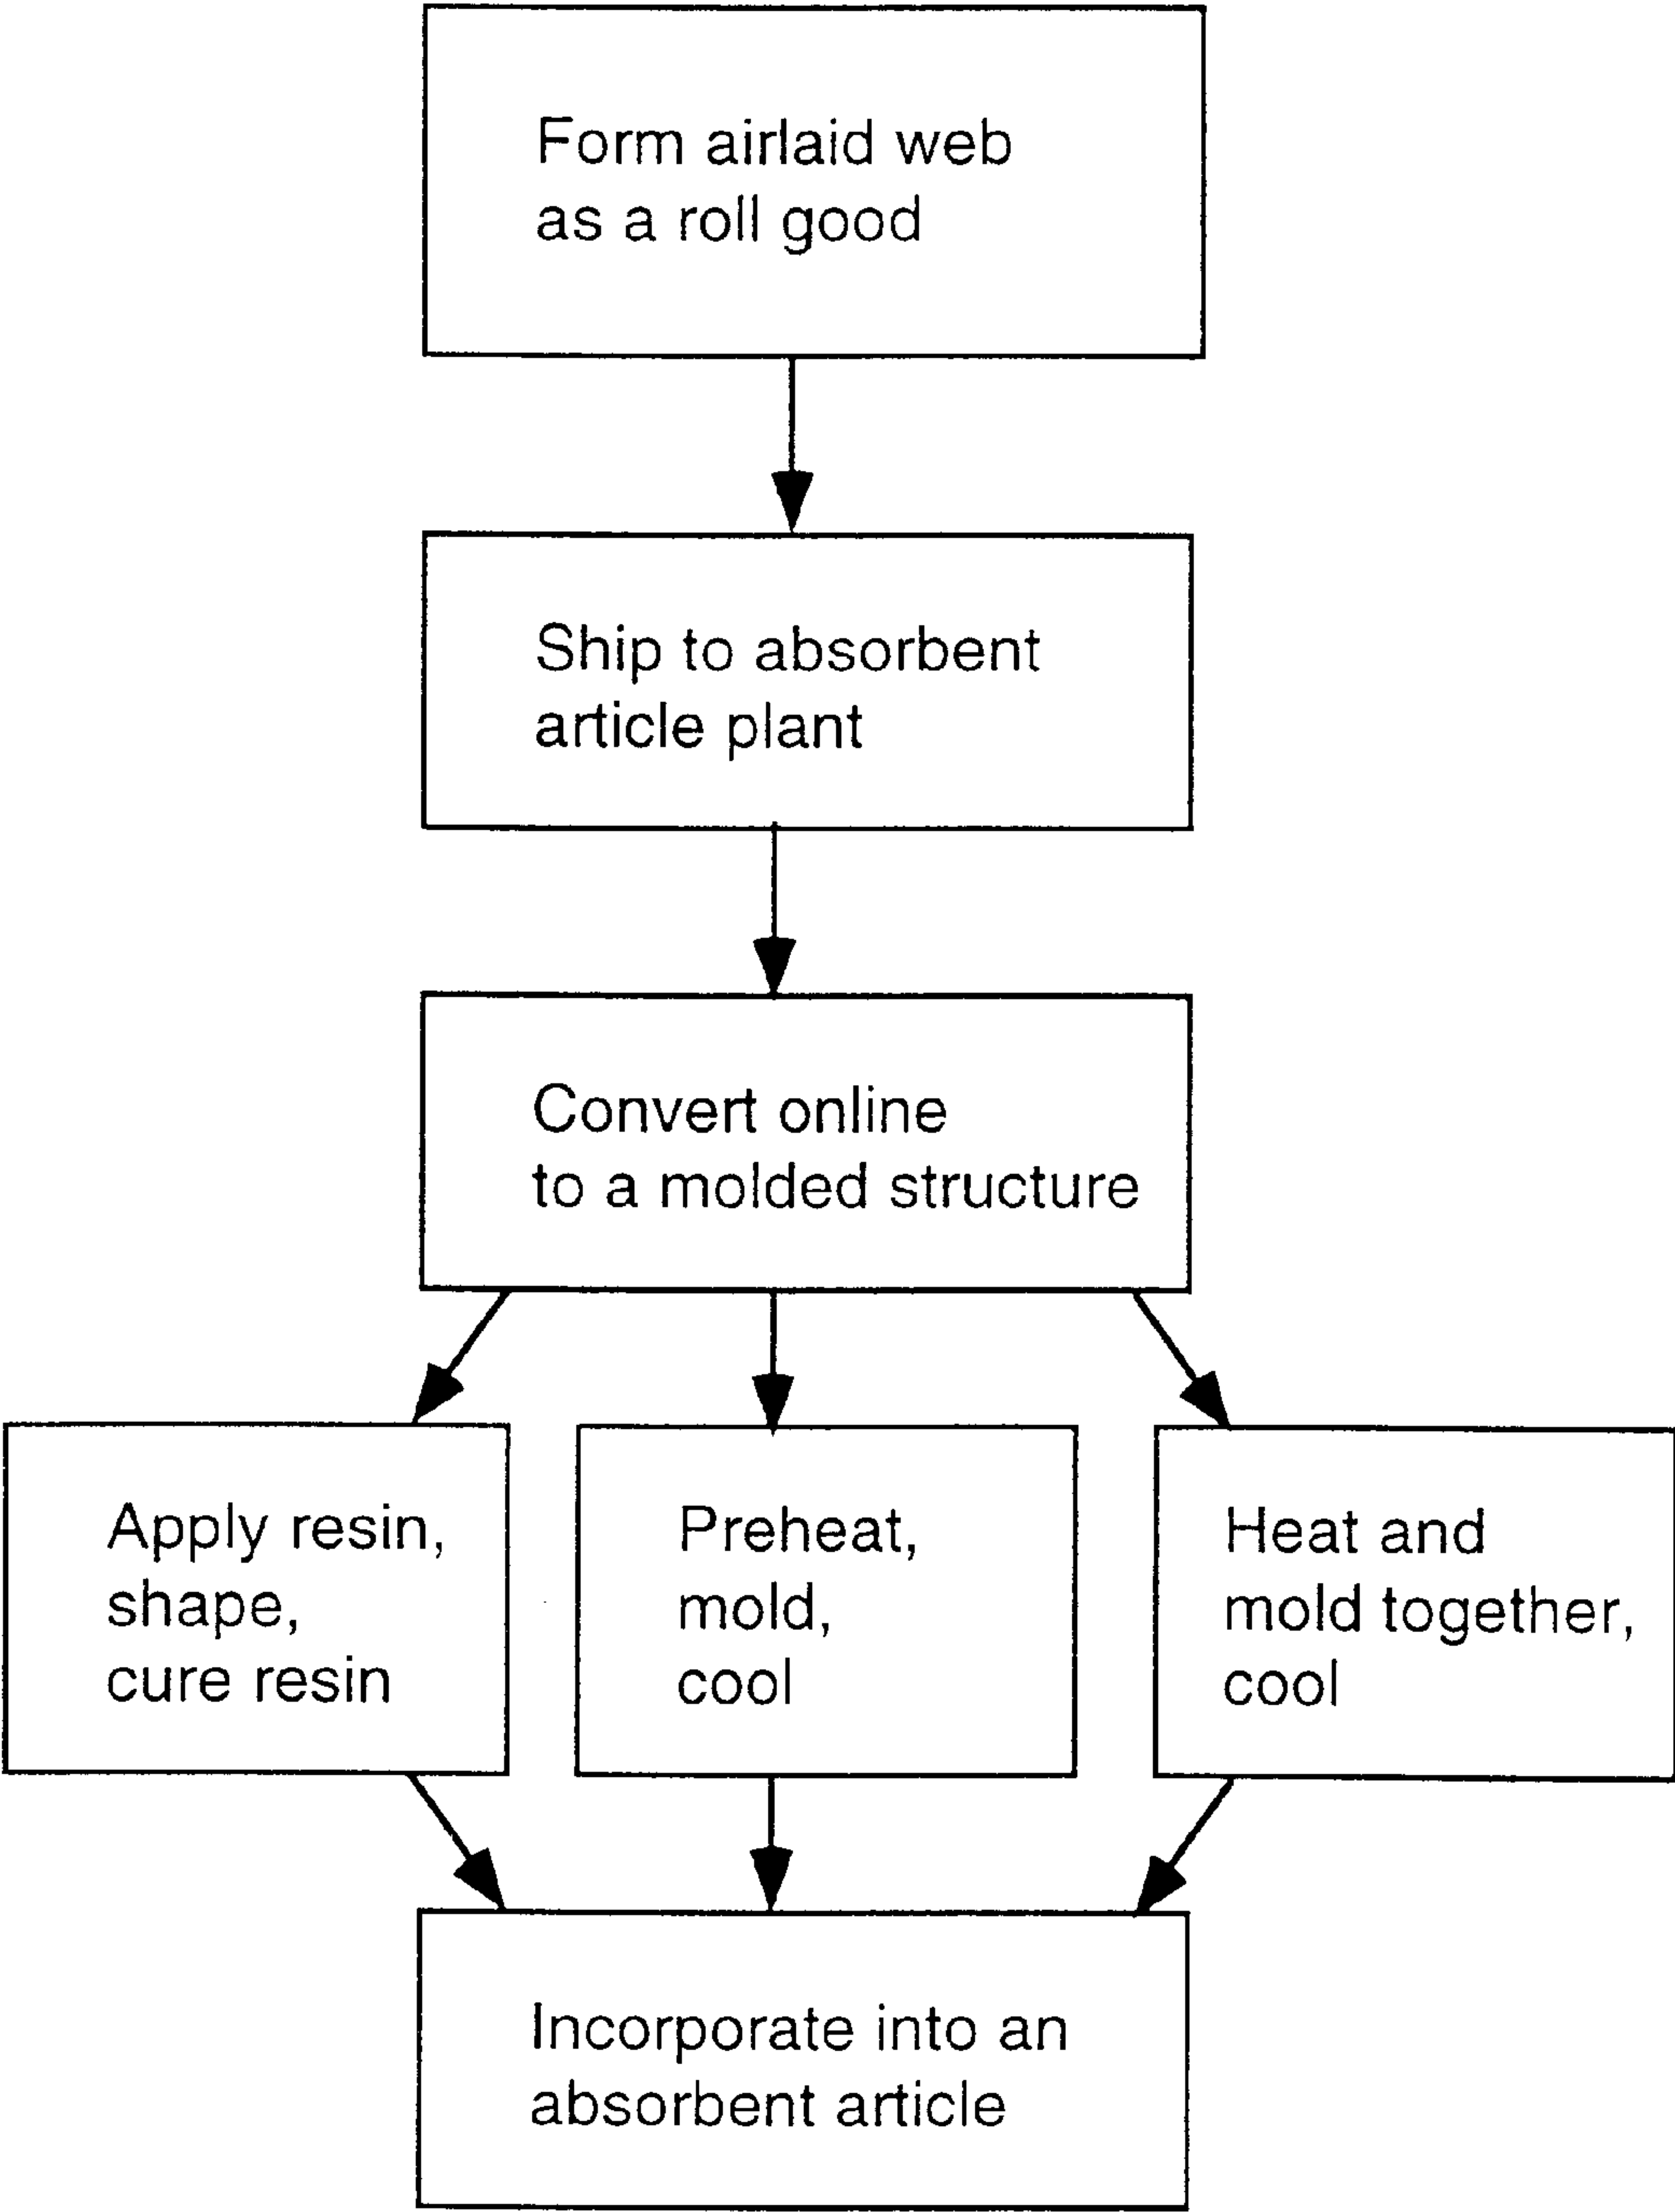 Form airlaid web
as a roll good
Ship to absorbent
article plant
Convert online
to a molded structure
Apply resin,
shape,
cure resin
Preheat,
mold,
cool
Heat and
mold together,
cool
Incorporate into an
absorbent article